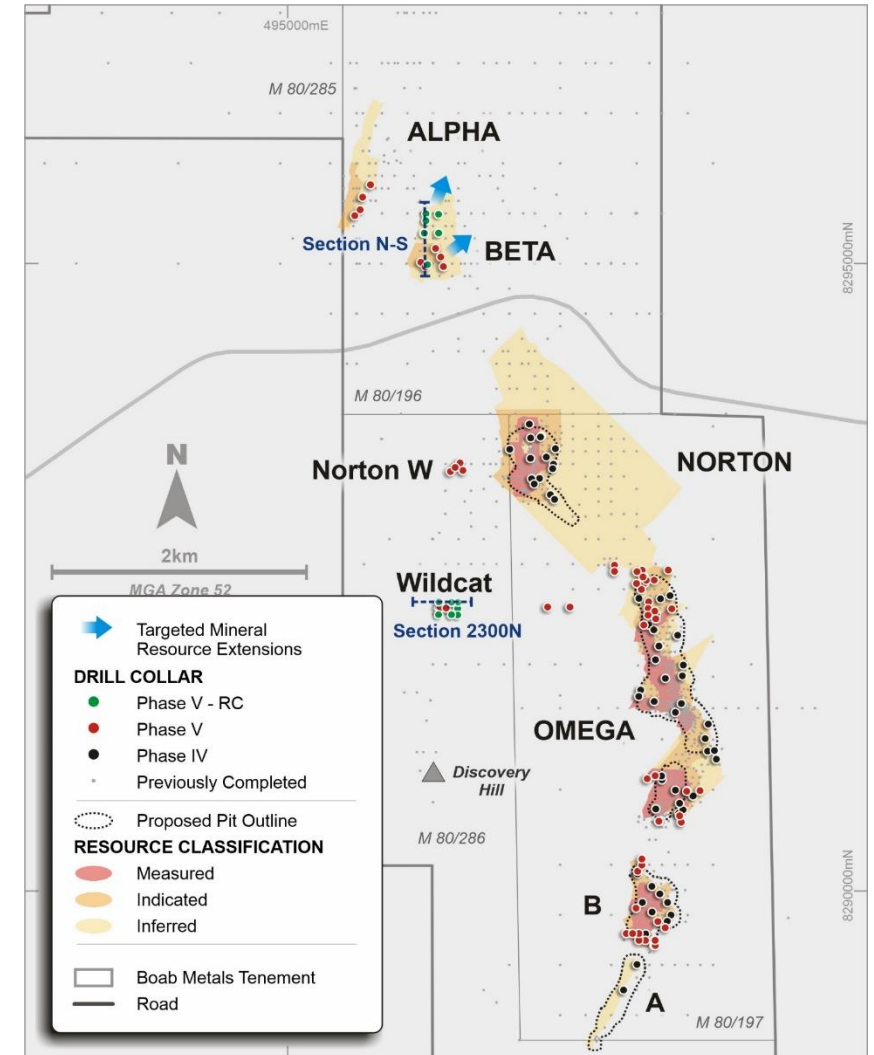 495000mE
M 80/285
ALPHA
Section N-S
BETA
8295000mN
M 80/196
Norton W
NORTON
N
2km
MGA Zone 52
Wildcat
Section 2300N
OMEGA
Discovery
Hill
M 80/286
8290000mN
B
A
M 80/197
Targeted Mineral
Resource Extensions
DRILL COLLAR
Phase V - RC
Phase V
Phase IV
Previously Completed
Proposed Pit Outline
RESOURCE CLASSIFICATION
Measured
Indicated
Inferred
Boab Metals Tenement
Road